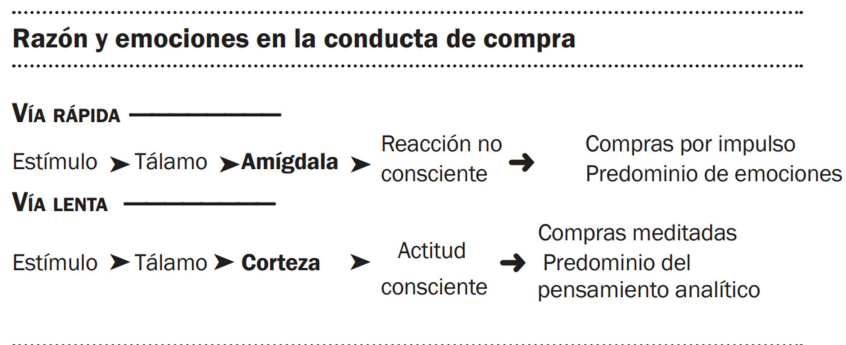 Razón y emociones en la conducta de compra
VÍA RÁPIDA
Estímulo Tálamo Amígdala Reacción no consciente Compras por impulso
Predominio de emociones
VÍA LENTA
Estímulo Tálamo Corteza Actitud consciente Compras meditadas
Predominio del
pensamiento analítico